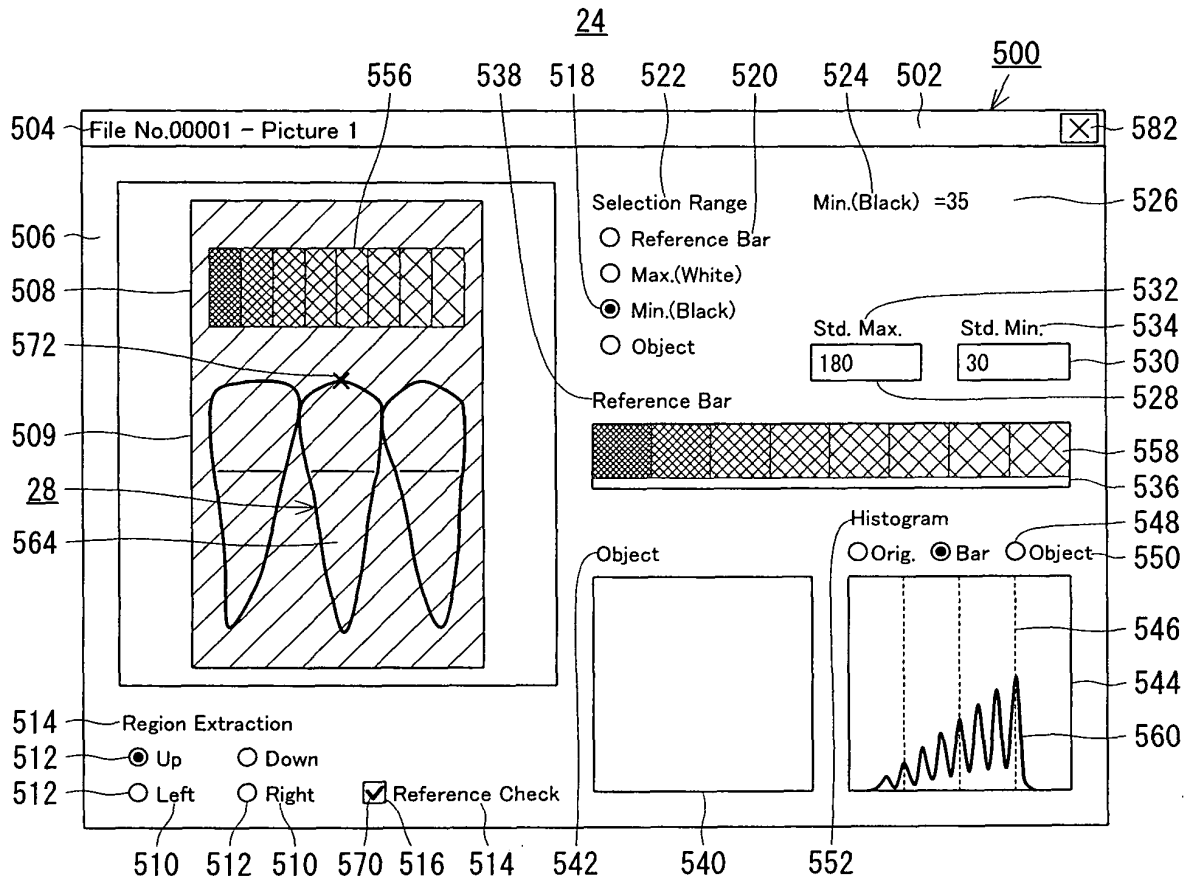 24
556 538 518 522 520 524 502 500
504 File No.00001 - Picture 1 582
506 Selection Range Min.(Black) =35 526
Reference Bar
508 Max.(White)
Min.(Black) 532
572 Std. Max. Std. Min. 534
Object 180 30 530
Reference Bar 528
509 558
28 536
564 Histogram 548
Object Orig. Bar Object 550
546
544
514 Region Extraction 560
512 Up Down
512 Left Right Reference Check
510 512 510 570 516 514 542 540 552